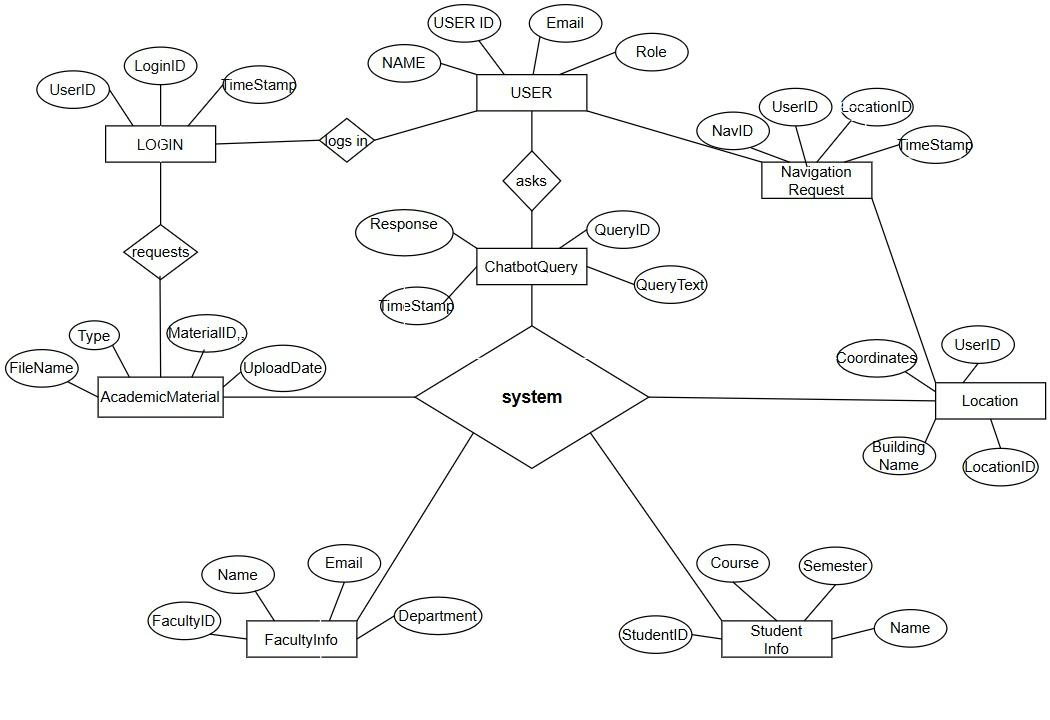 USER ID
Email
NAME
Role
USER
LoginID
UserID
TimeStamp
LOGIN
logs in
UserID
LocationID
NavID
TimeStamp
Navigation
Request
asks
requests
Response
QueryID
ChatbotQuery
QueryText
TimeStamp
Type
MaterialID,,
FileName
UploadDate
AcademicMaterial
system
Coordinates
UserID
Location
Building
Name
LocationID
Name
Email
FacultyID
Department
FacultyInfo
Course
Semester
StudentID
Name
Student
Info